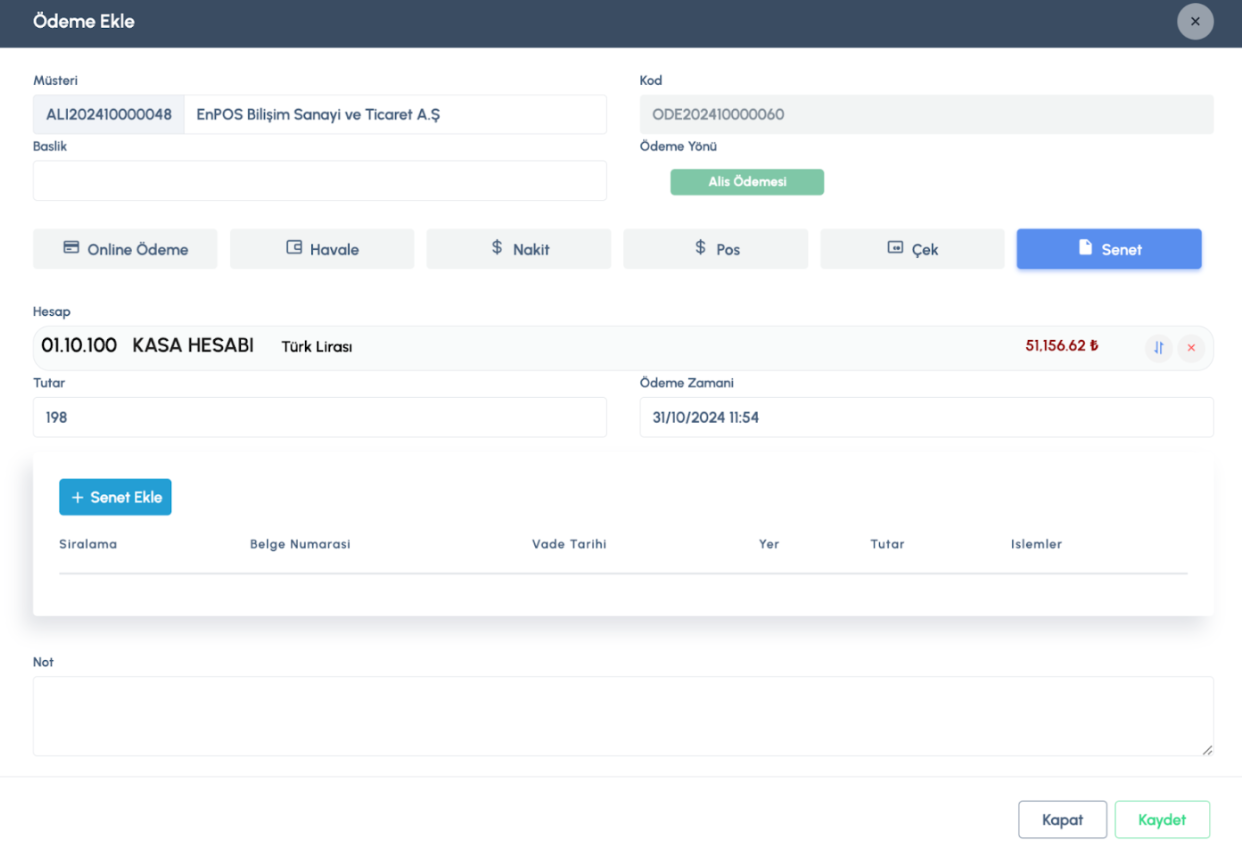 Ödeme Ekle
Müsteri
Kod
ALI202410000048 EnPOS Bilişim Sanayi ve Ticaret A.Ş
ODE202410000060
Baslik
Ödeme Yönü
Alis Ödemesi
Online Ödeme
Havale
$ Nakit
$ Pos
Çek
Senet
Hesap
01.10.100 KASA HESABI Türk Lirası 51,156.62 ₺
Tutar
Ödeme Zamani
198
31/10/2024 11:54
+ Senet Ekle
Siralama Belge Numarasi Vade Tarihi Yer Tutar Islemler
Not
Kapat
Kaydet